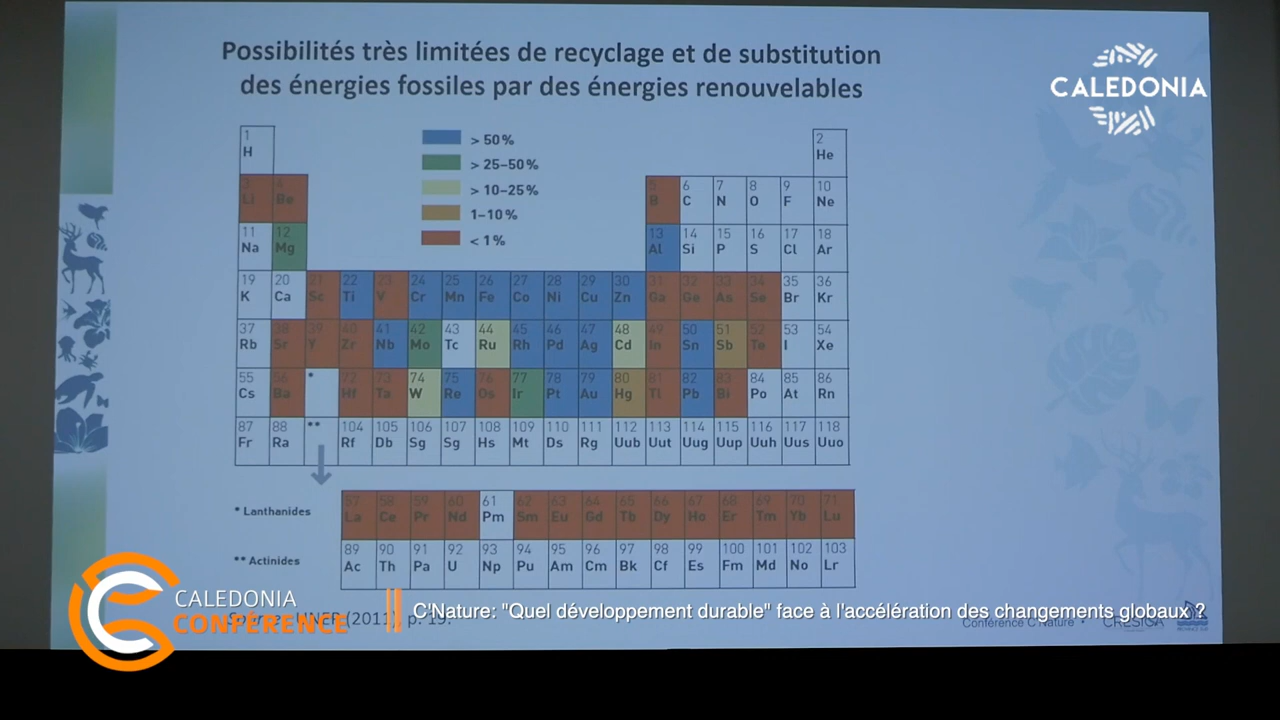 Possibilités très limitées de recyclage et de substitution
des énergies fossiles par des énergies renouvelables
CALEDONIA
> 50 %
> 25–50 %
> 10–25 %
1–10 %
< 1 %
1 2
H He
3 4 5 6 7 8 9 10
Li Be B C N O F Ne
11 12 13 14 15 16 17 18
Na Mg Al Si P S Cl Ar
19 20 21 22 23 24 25 26 27 28 29 30 31 32 33 34 35 36
K Ca Sc Ti V Cr Mn Fe Co Ni Cu Zn Ga Ge As Se Br Kr
37 38 39 40 41 42 43 44 45 46 47 48 49 50 51 52 53 54
Rb Sr Y Zr Nb Mo Tc Ru Rh Pd Ag Cd In Sn Sb Te I Xe
55 56 * 72 73 74 75 76 77 78 79 80 81 82 83 84 85 86
Cs Ba Hf Ta W Re Os Ir Pt Au Hg Tl Pb Bi Po At Rn
87 88 ** 104 105 106 107 108 109 110 111 112 113 114 115 116 117 118
Fr Ra Rf Db Sg Sg Hs Mt Ds Rg Uub Uut Uug Uup Uuh Uus Uuo
57 58 59 60 61 62 63 64 65 66 67 68 69 70 71
* Lanthanides La Ce Pr Nd Pm Sm Eu Gd Tb Dy Ho Er Tm Yb Lu
89 90 91 92 93 94 95 96 97 98 99 100 101 102 103
** Actinides Ac Th Pa U Np Pu Am Cm Bk Cf Es Fm Md No Lr
CALEDONIA
CONFÉRENCE
C'Nature: "Quel développement durable" face à l'accélération des changements globaux ?
UNEP (2011), p. 19.
Conférence C'Nature • CRESICA